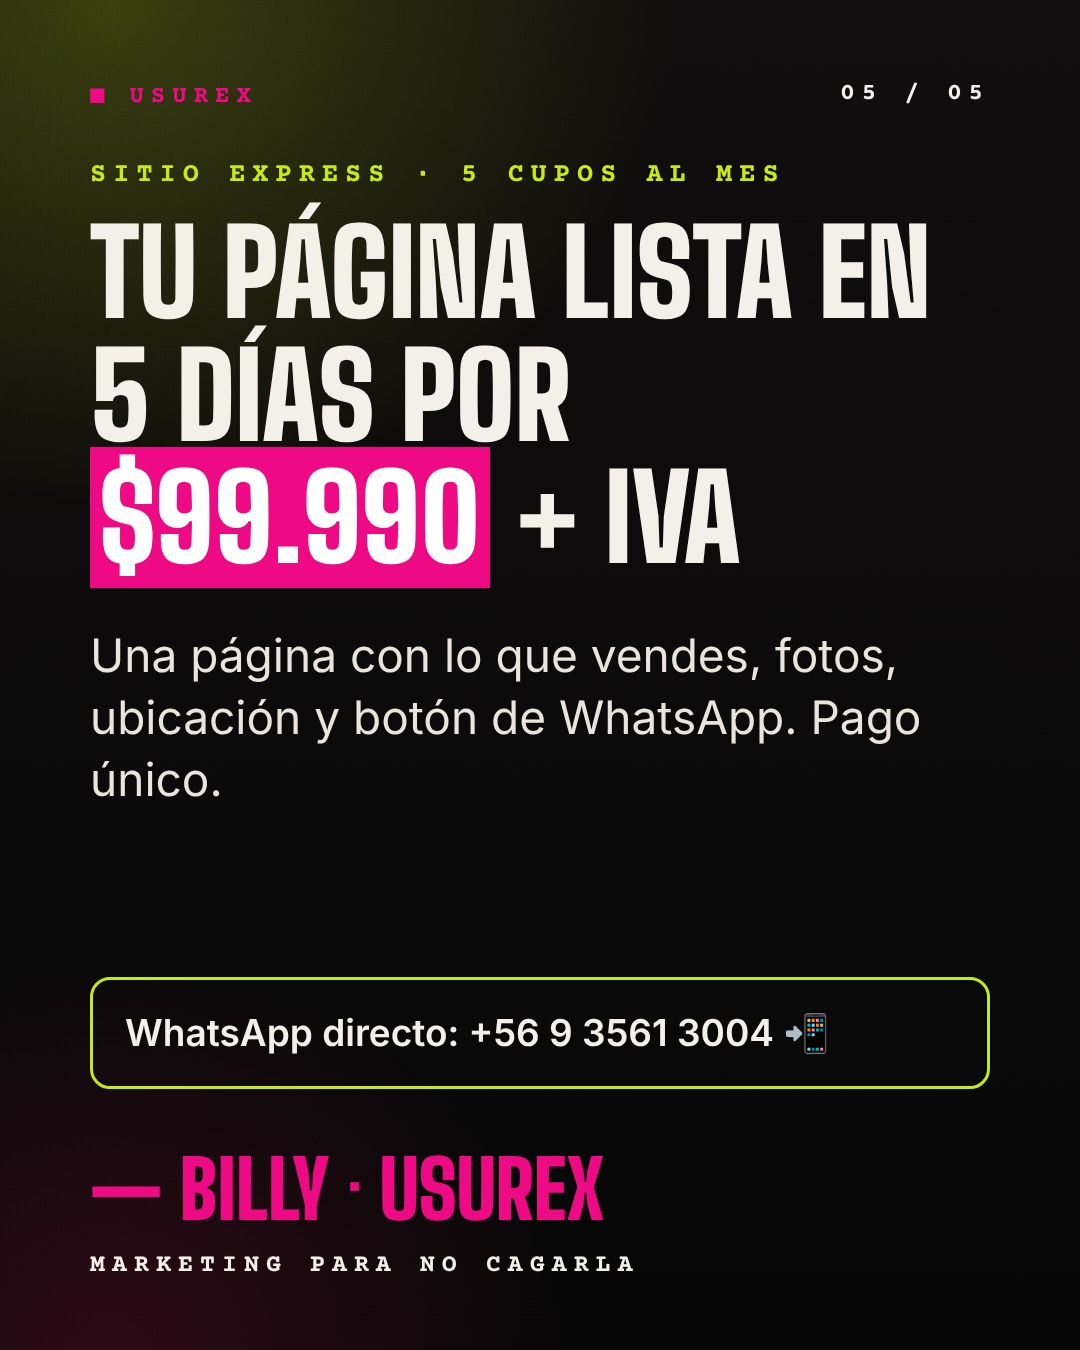 ■ USUREX
05 / 05
SITIO EXPRESS · 5 CUPOS AL MES
TU PÁGINA LISTA EN
5 DÍAS POR
$99.990 + IVA
Una página con lo que vendes, fotos,
ubicación y botón de WhatsApp. Pago
único.
WhatsApp directo: +56 9 3561 3004 📲
— BILLY · USUREX
MARKETING PARA NO CAGARLA